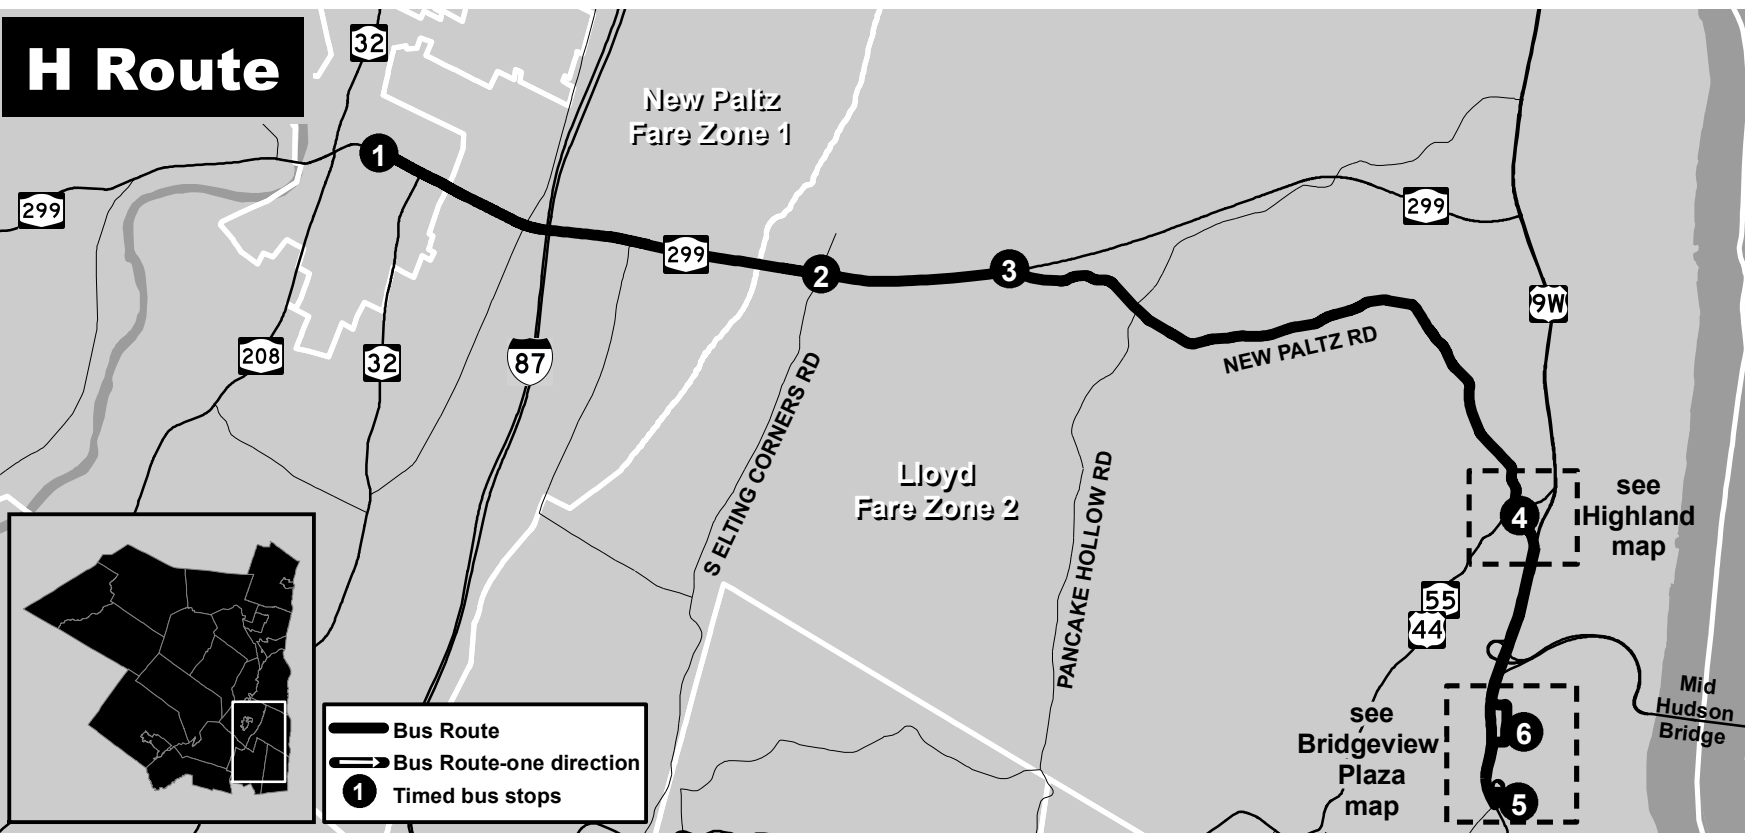 H Route
32
New Paltz
Fare Zone 1
1
299
299
299
2
3
9W
208
32
87
NEW PALTZ RD
S ELTING CORNERS RD
Lloyd
Fare Zone 2
PANCAKE HOLLOW RD
4
see
Highland
map
55
44
Mid
Hudson
Bridge
see
Bridgeview
Plaza
map
6
5
Bus Route
Bus Route-one direction
1
Timed bus stops